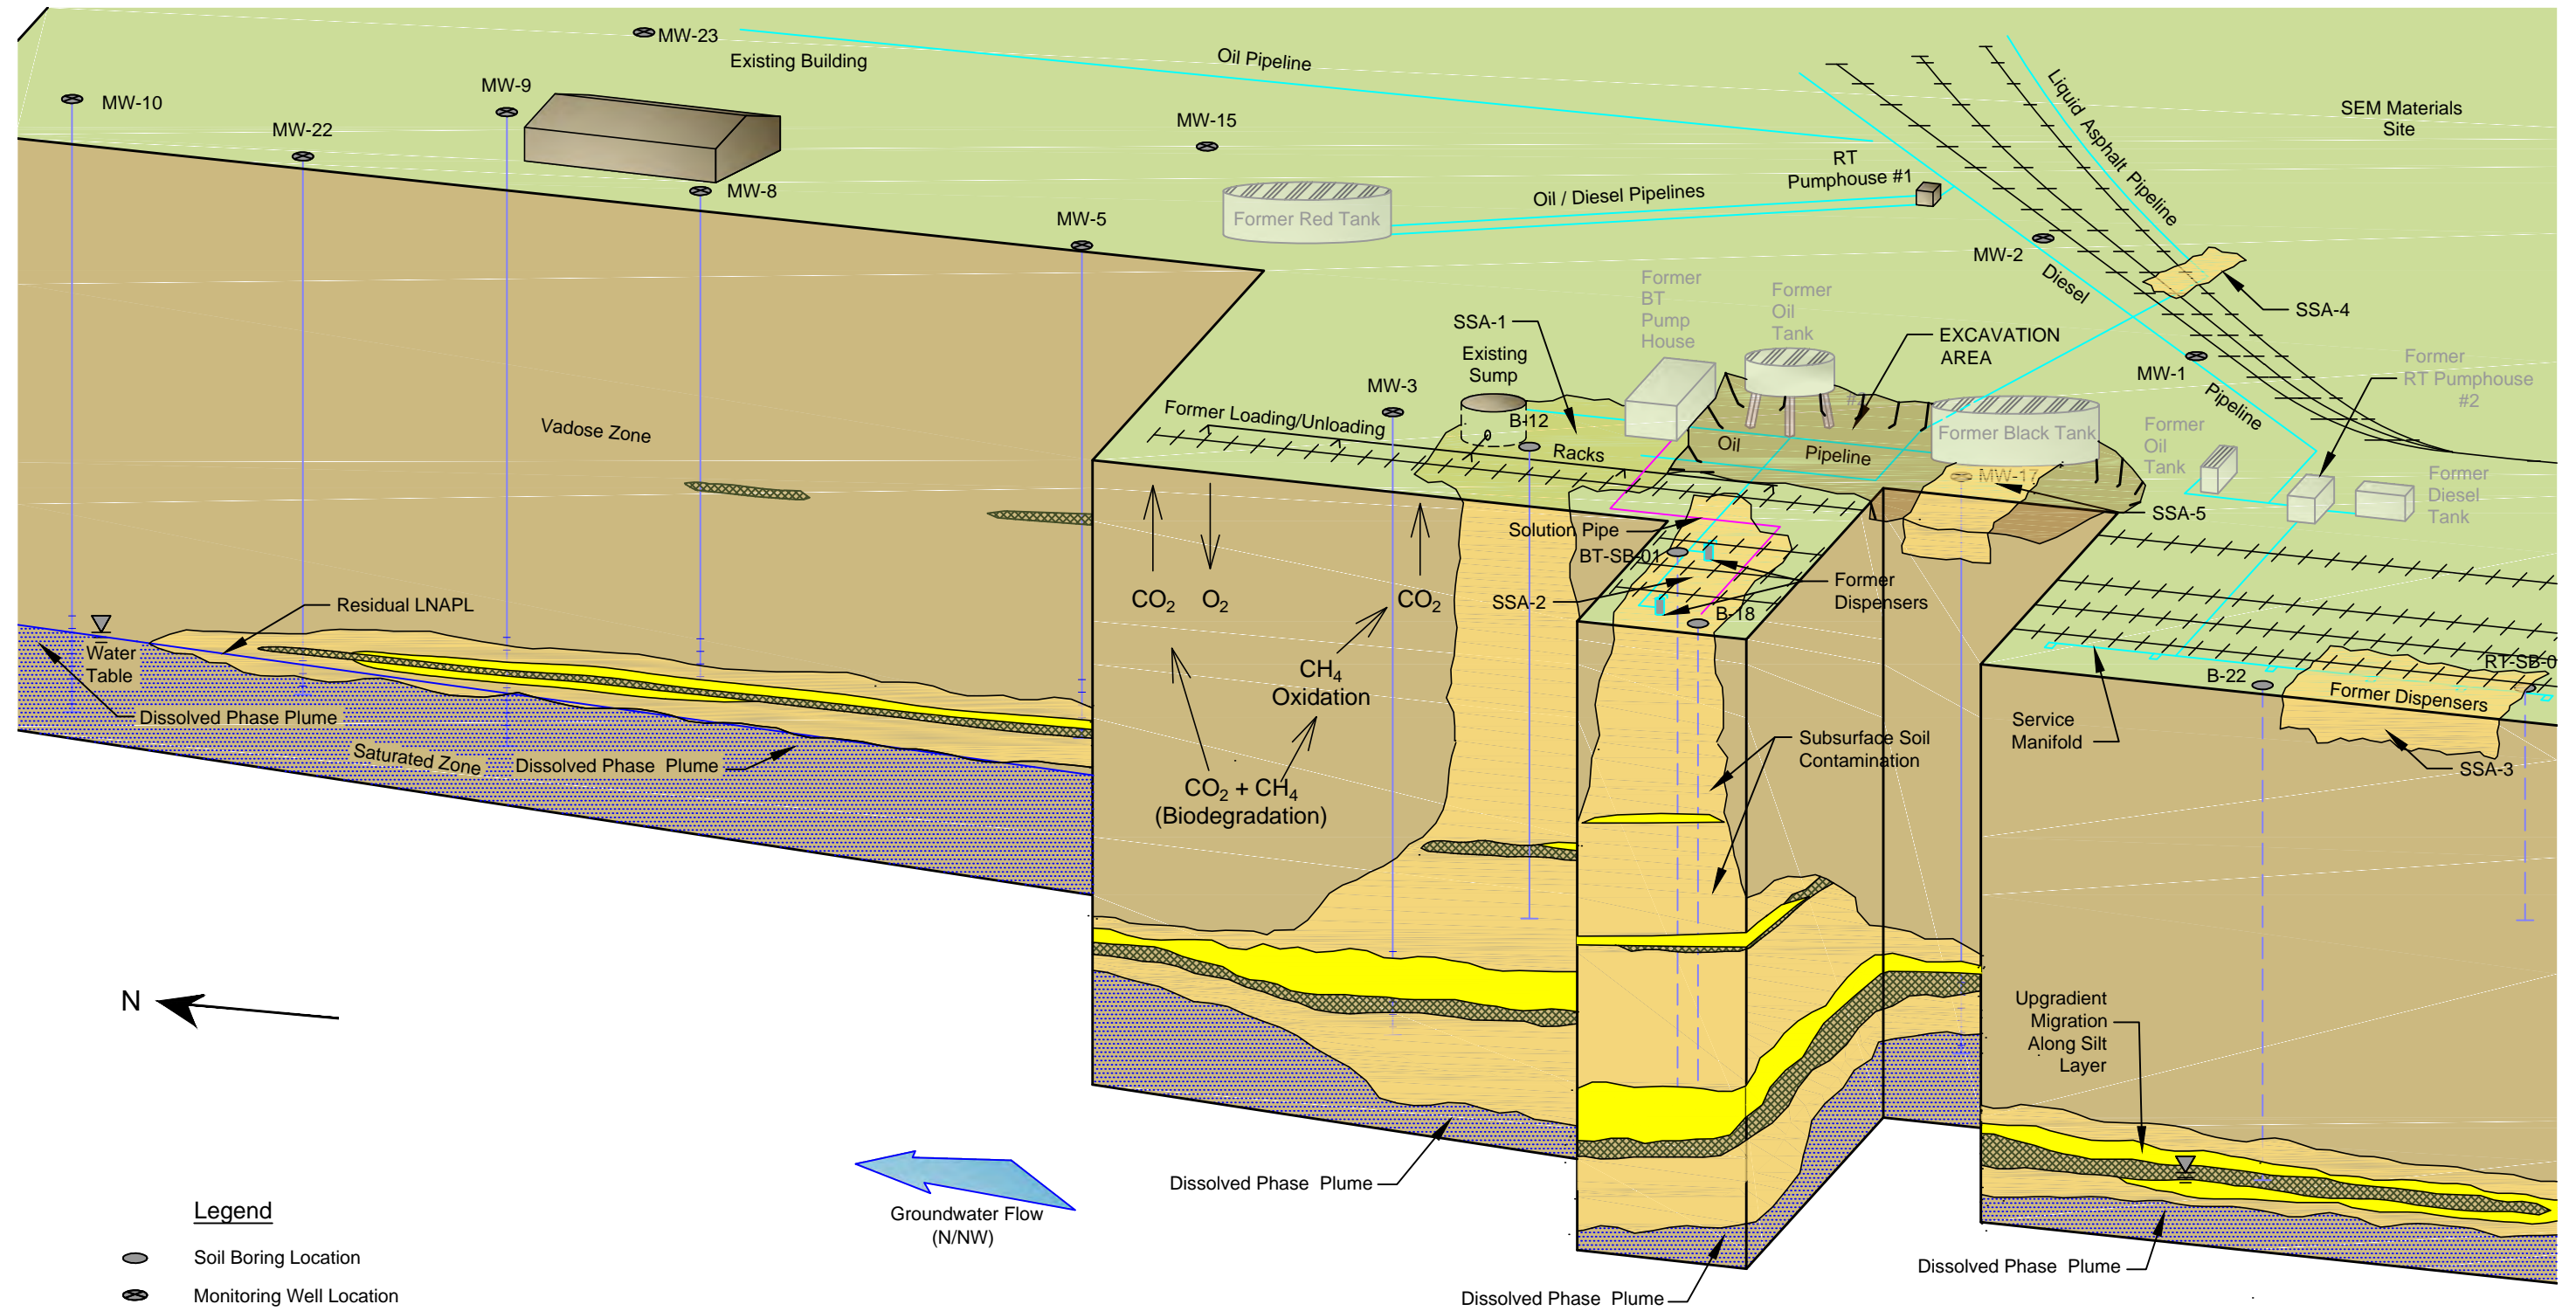 MW-23
Existing Building
Oil Pipeline
MW-10
MW-9
MW-22
MW-15
MW-8
MW-5
Former Red Tank
Oil / Diesel Pipelines
RT
Pumphouse #1
Liquid Asphalt Pipeline
SEM Materials
Site
MW-2
Diesel
Pipeline
SSA-4
MW-1
Former
BT
Pump
House
Former
Oil
Tank
EXCAVATION
AREA
SSA-1
Existing
Sump
MW-3
B-12
Former Loading/Unloading
Racks
Oil
Pipeline
Former Black Tank
MW-17
SSA-5
Former
Oil
Tank
Former
RT Pumphouse
#2
Former
Diesel
Tank
Vadose Zone
Solution Pipe
BT-SB-01
SSA-2
Former
Dispensers
B-18
CO2
O2
CO2
CH4
Oxidation
CO2 + CH4
(Biodegradation)
Residual LNAPL
Water
Table
Dissolved Phase Plume
Saturated Zone
Dissolved Phase Plume
Subsurface Soil
Contamination
Service
Manifold
B-22
RT-SB-0
Former Dispensers
SSA-3
Upgradient
Migration
Along Silt
Layer
N
Groundwater Flow
(N/NW)
Dissolved Phase Plume
Dissolved Phase Plume
Dissolved Phase Plume
Legend
Soil Boring Location
Monitoring Well Location